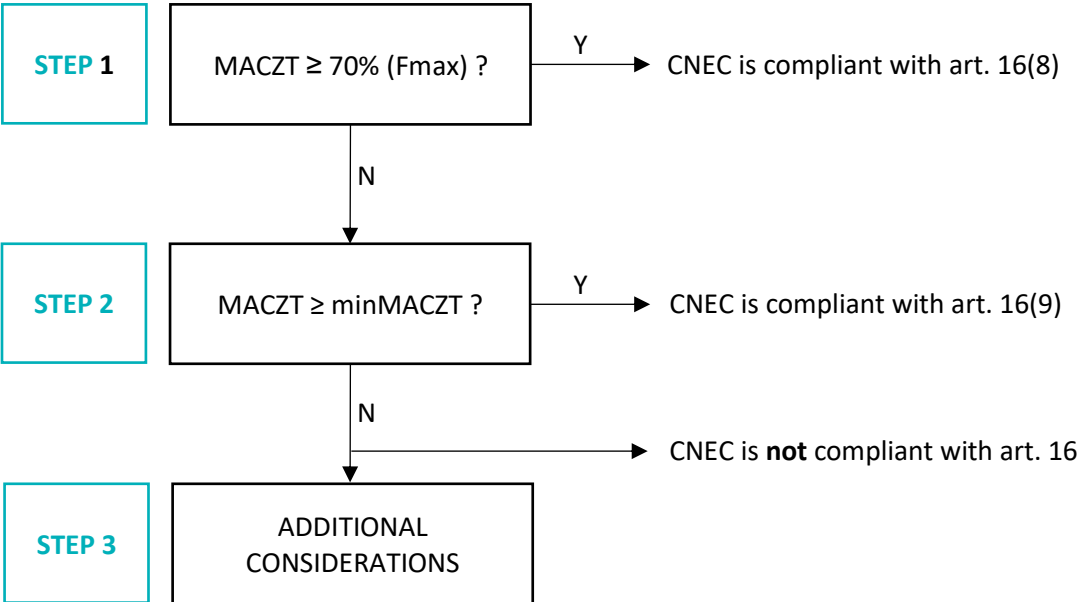 STEP 1
MACZT ≥ 70% (Fmax) ?
Y
CNEC is compliant with art. 16(8)
N
STEP 2
MACZT ≥ minMACZT ?
Y
CNEC is compliant with art. 16(9)
N
CNEC is not compliant with art. 16
STEP 3
ADDITIONAL
CONSIDERATIONS